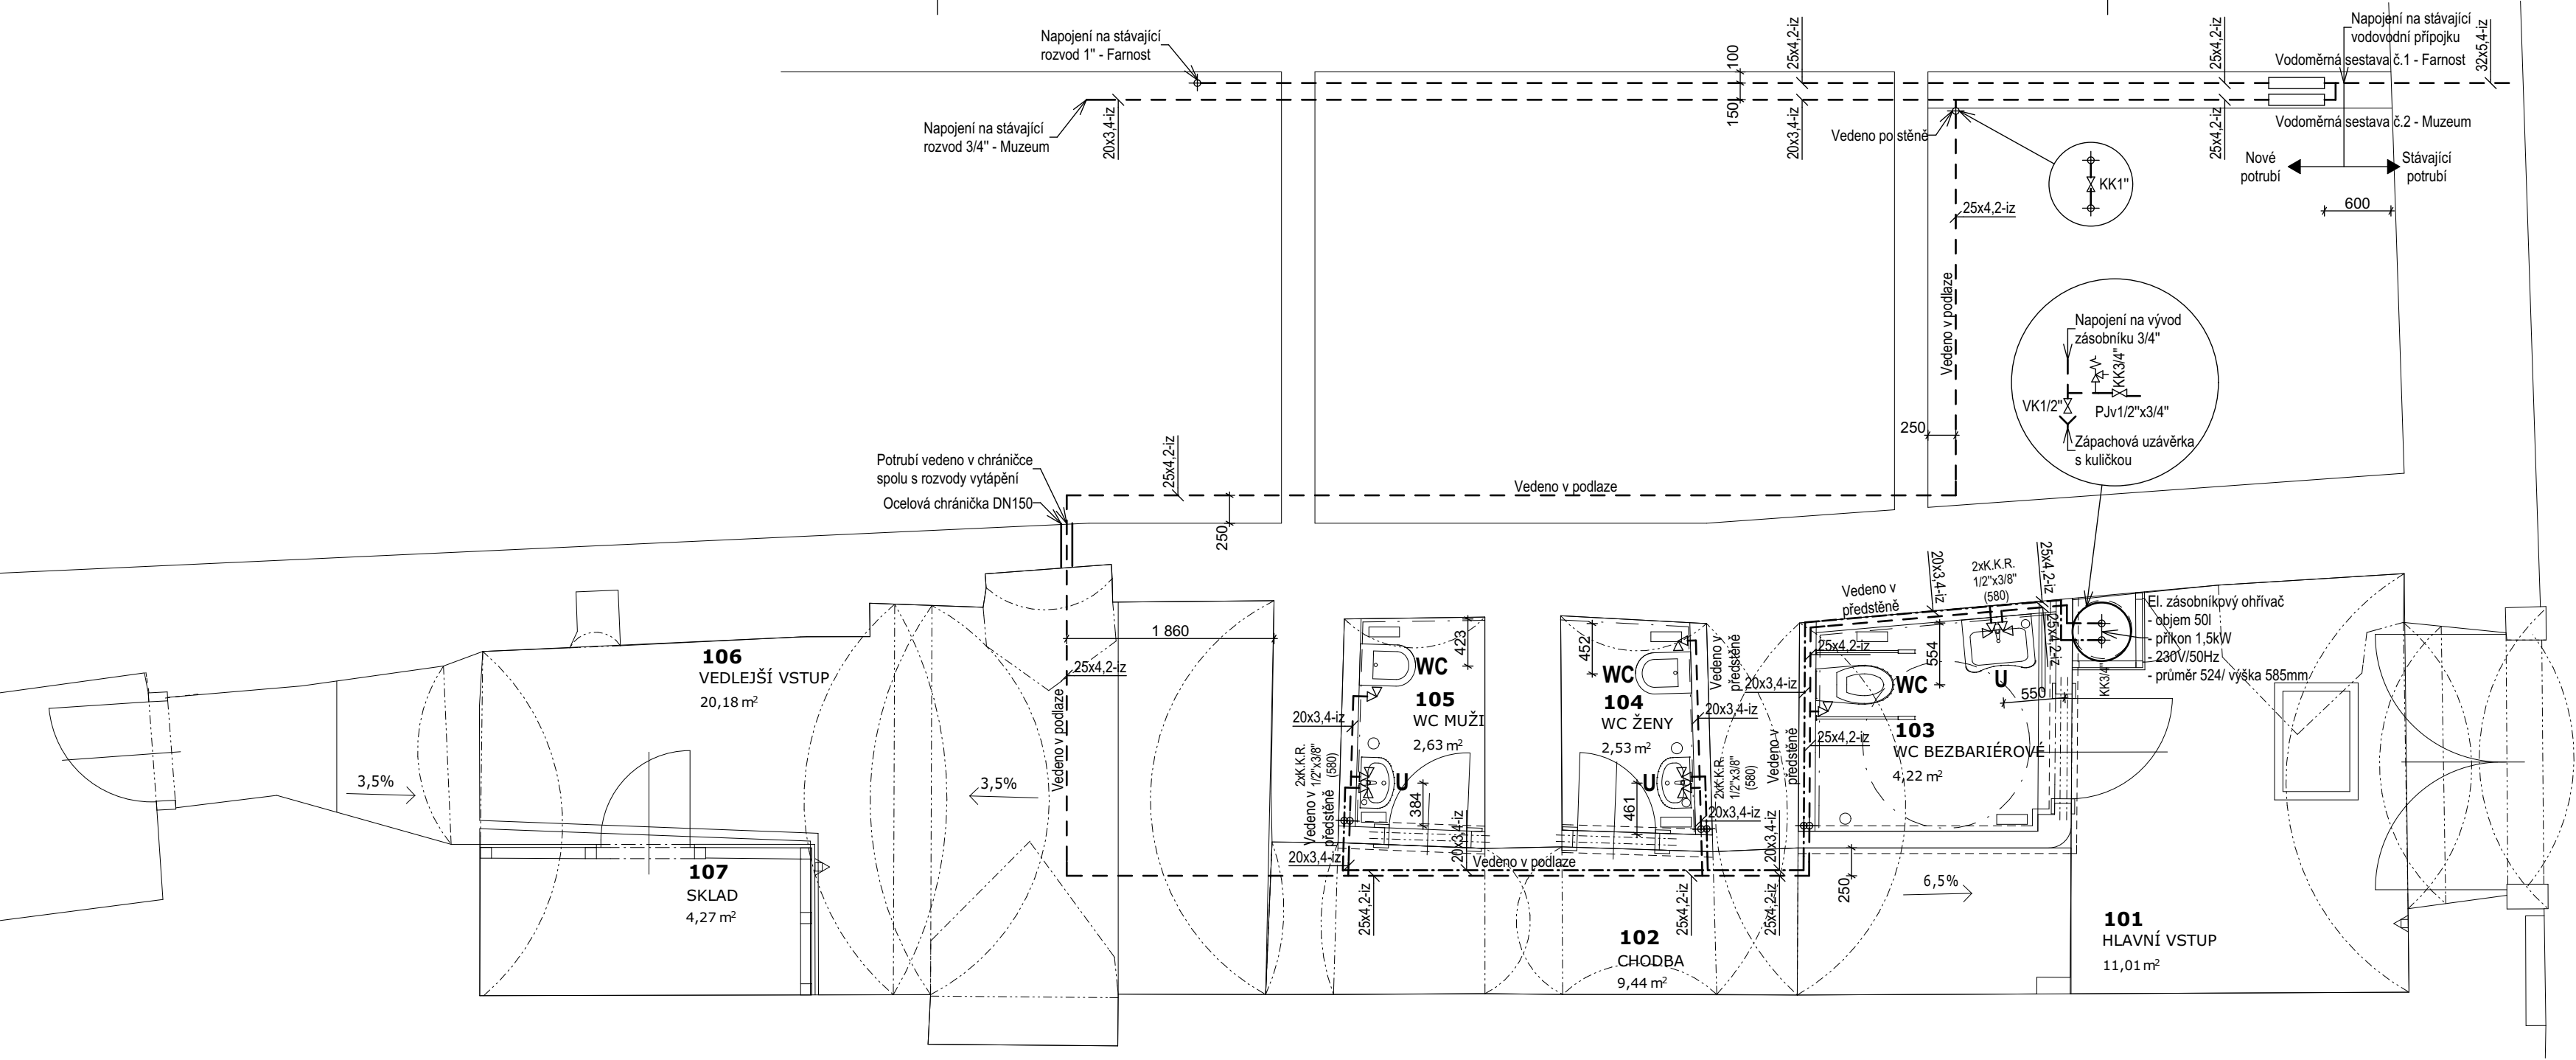 Napojení na stávající
rozvod 1" - Farnost
Napojení na stávající
rozvod 3/4" - Muzeum
20x3,4-iz
100
150
25x4,2-iz
20x3,4-iz
Vedeno po stěně
25x4,2-iz
25x4,2-iz
Napojení na stávající
vodovodní přípojku
Vodoměrná sestava č.1 - Farnost
32x5,4-iz
Vodoměrná sestava č.2 - Muzeum
Nové
potrubí
Stávající
potrubí
600
KK1"
25x4,2-iz
Vedeno v podlaze
250
Napojení na vývod
zásobníku 3/4"
KK3/4"
VK1/2"
PJv1/2"x3/4"
Zápachová uzávěrka
s kuličkou
Potrubí vedeno v chráničce
spolu s rozvody vytápění
Ocelová chránička DN150
25x4,2-iz
250
Vedeno v podlaze
1 860
25x4,2-iz
Vedeno v podlaze
106
VEDLEJŠÍ VSTUP
20,18 m²
3,5%
3,5%
107
SKLAD
4,27 m²
423
WC
105
WC MUŽI
2,63 m²
20x3,4-iz
2xK.K.R.
1/2"x3/8"
(580)
Vedeno v
předstěně
U
384
20x3,4-iz
20x3,4-iz
25x4,2-iz
Vedeno v podlaze
452
WC
104
WC ŽENY
2,53 m²
Vedeno v
předstěně
20x3,4-iz
20x3,4-iz
U
461
2xK.K.R.
1/2"x3/8"
(580)
20x3,4-iz
25x4,2-iz
Vedeno v
předstěně
20x3,4-iz
25x4,2-iz
Vedeno v
předstěně
20x3,4-iz
2xK.K.R.
1/2"x3/8"
(580)
25x4,2-iz
25x4,2-iz
25x4,2-iz
554
WC
U
550
103
WC BEZBARIÉROVÉ
4,22 m²
25x4,2-iz
KK3/4"
El. zásobníkový ohřívač
- objem 50l
- příkon 1,5kW
- 230V/50Hz
- průměr 524/ výška 585mm
250
6,5%
102
CHODBA
9,44 m²
101
HLAVNÍ VSTUP
11,01 m²